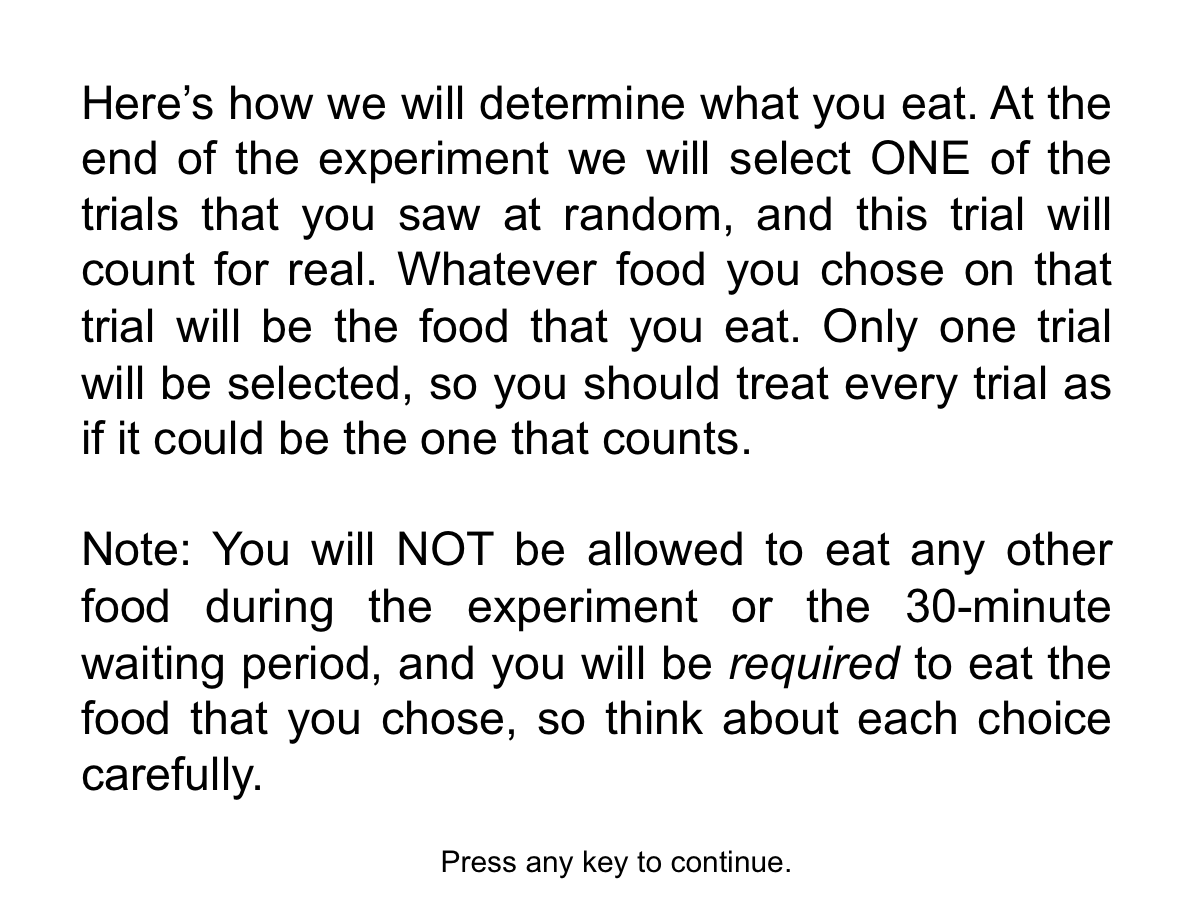 Here’s how we will determine what you eat. At the
end of the experiment we will select ONE of the
trials that you saw at random, and this trial will
count for real. Whatever food you chose on that
trial will be the food that you eat. Only one trial
will be selected, so you should treat every trial as
if it could be the one that counts.
Note: You will NOT be allowed to eat any other
food during the experiment or the 30-minute
waiting period, and you will be required to eat the
food that you chose, so think about each choice
carefully.
Press any key to continue.